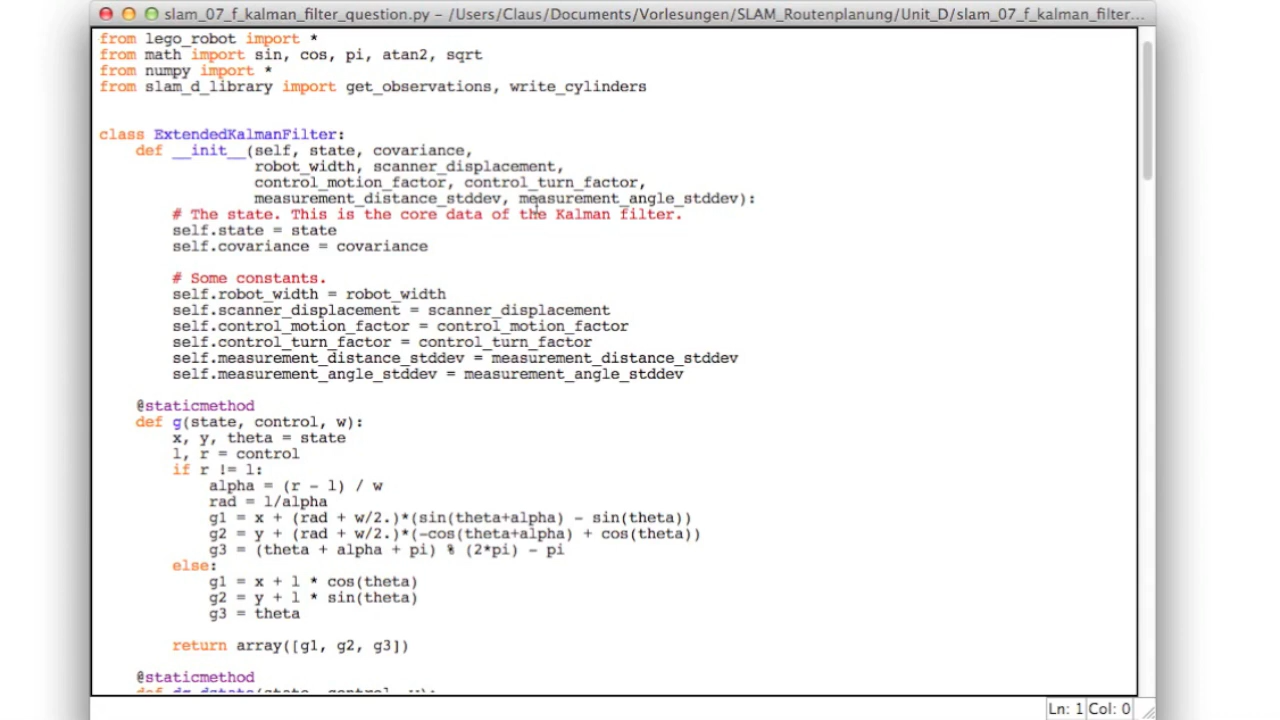 slam_07_f_kalman_filter_question.py – /Users/Claus/Documents/Vorlesungen/SLAM_Routenplanung/Unit_D/slam_07_f_kalman_filter...
from lego_robot import *
from math import sin, cos, pi, atan2, sqrt
from numpy import *
from slam_d_library import get_observations, write_cylinders
class ExtendedKalmanFilter:
    def __init__(self, state, covariance,
                 robot_width, scanner_displacement,
                 control_motion_factor, control_turn_factor,
                 measurement_distance_stddev, measurement_angle_stddev):
        # The state. This is the core data of the Kalman filter.
        self.state = state
        self.covariance = covariance
        # Some constants.
        self.robot_width = robot_width
        self.scanner_displacement = scanner_displacement
        self.control_motion_factor = control_motion_factor
        self.control_turn_factor = control_turn_factor
        self.measurement_distance_stddev = measurement_distance_stddev
        self.measurement_angle_stddev = measurement_angle_stddev
    @staticmethod
    def g(state, control, w):
        x, y, theta = state
        l, r = control
        if r != l:
            alpha = (r - l) / w
            rad = l/alpha
            g1 = x + (rad + w/2.)*(sin(theta+alpha) - sin(theta))
            g2 = y + (rad + w/2.)*(-cos(theta+alpha) + cos(theta))
            g3 = (theta + alpha + pi) % (2*pi) - pi
        else:
            g1 = x + l * cos(theta)
            g2 = y + l * sin(theta)
            g3 = theta
        return array([g1, g2, g3])
    @staticmethod
    def dg_dstate(state, control, w):
Ln: 1 Col: 0